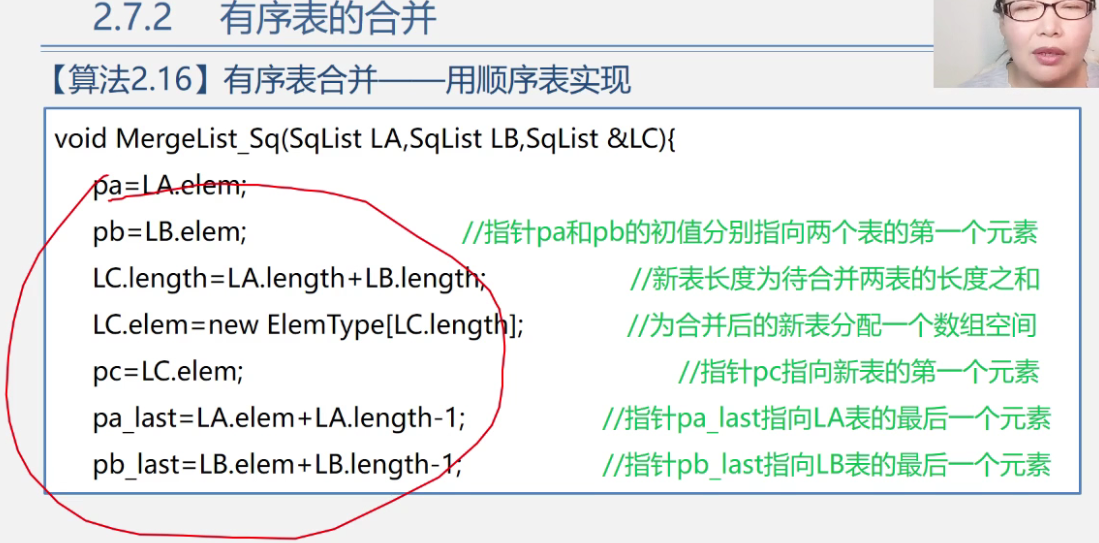 2.7.2 有序表的合并
【算法2.16】有序表合并——用顺序表实现
void MergeList_Sq(SqList LA,SqList LB,SqList &LC){
pa=LA.elem;
pb=LB.elem; //指针pa和pb的初值分别指向两个表的第一个元素
LC.length=LA.length+LB.length; //新表长度为待合并两表的长度之和
LC.elem=new ElemType[LC.length]; //为合并后的新表分配一个数组空间
pc=LC.elem; //指针pc指向新表的第一个元素
pa_last=LA.elem+LA.length-1; //指针pa_last指向LA表的最后一个元素
pb_last=LB.elem+LB.length-1; //指针pb_last指向LB表的最后一个元素